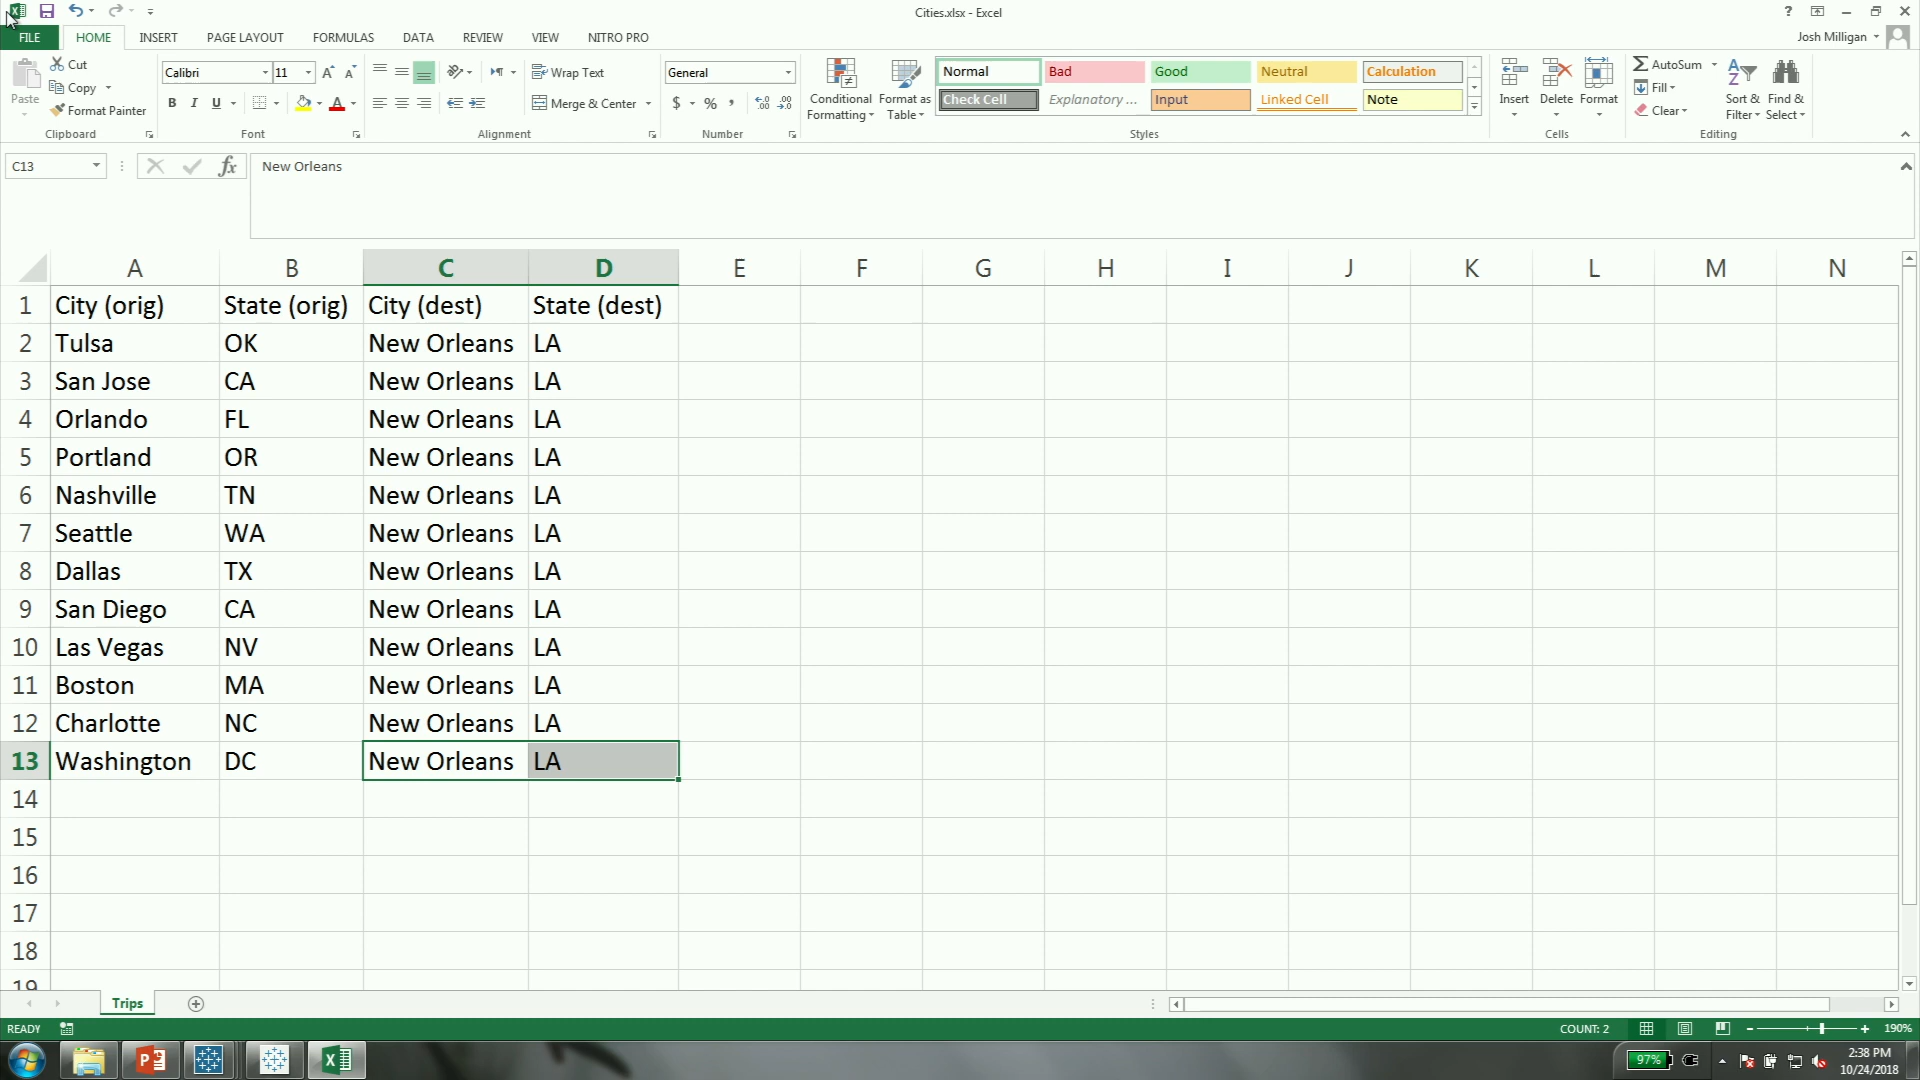 Cities.xlsx - Excel
?
FILE HOME INSERT PAGE LAYOUT FORMULAS DATA REVIEW VIEW NITRO PRO Josh Milligan
Paste
Cut
Copy
Format Painter
Clipboard
Calibri 11
B I U
Font
Wrap Text
Merge & Center
Alignment
General
$ % ,
Number
Conditional
Formatting
Format as
Table
Normal Bad Good Neutral Calculation
Check Cell Explanatory ... Input Linked Cell Note
Styles
Insert Delete Format
Cells
AutoSum
Fill
Clear
Sort &
Filter
Find &
Select
Editing
C13 fx New Orleans
A B C D E F G H I J K L M N
1 City (orig) State (orig) City (dest) State (dest)
2 Tulsa OK New Orleans LA
3 San Jose CA New Orleans LA
4 Orlando FL New Orleans LA
5 Portland OR New Orleans LA
6 Nashville TN New Orleans LA
7 Seattle WA New Orleans LA
8 Dallas TX New Orleans LA
9 San Diego CA New Orleans LA
10 Las Vegas NV New Orleans LA
11 Boston MA New Orleans LA
12 Charlotte NC New Orleans LA
13 Washington DC New Orleans LA
14
15
16
17
18
19
Trips
READY COUNT: 2 190%
97% 2:38 PM
10/24/2018